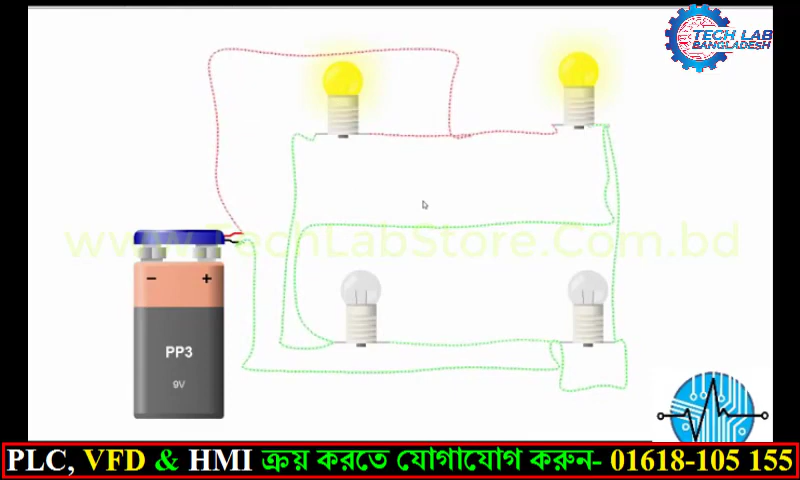 TECH LAB
BANGLADESH
www.TechLabStore.Com.bd
− +
PP3
9V
PLC, VFD & HMI ক্রয় করতে যোগাযোগ করুন- 01618-105 155